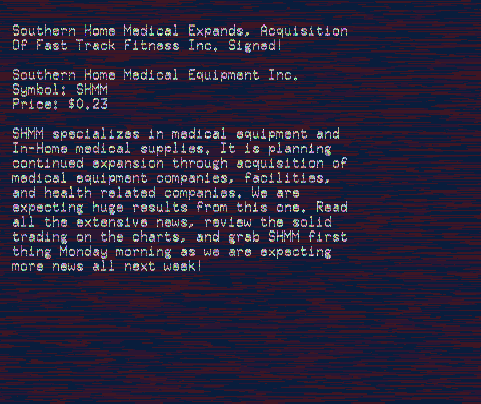 Southern Home Medical Expands, Acquisition
Of Fast Track Fitness Inc. Signed!
Southern Home Medical Equipment Inc.
Symbol: SHMM
Price: $0.23
SHMM specializes in medical equipment and
In-Home medical supplies. It is planning
continued expansion through acquisition of
medical equipment companies, facilities,
and health related companies. We are
expecting huge results from this one. Read
all the extensive news, review the solid
trading on the charts, and grab SHMM first
thing Monday morning as we are expecting
more news all next week!